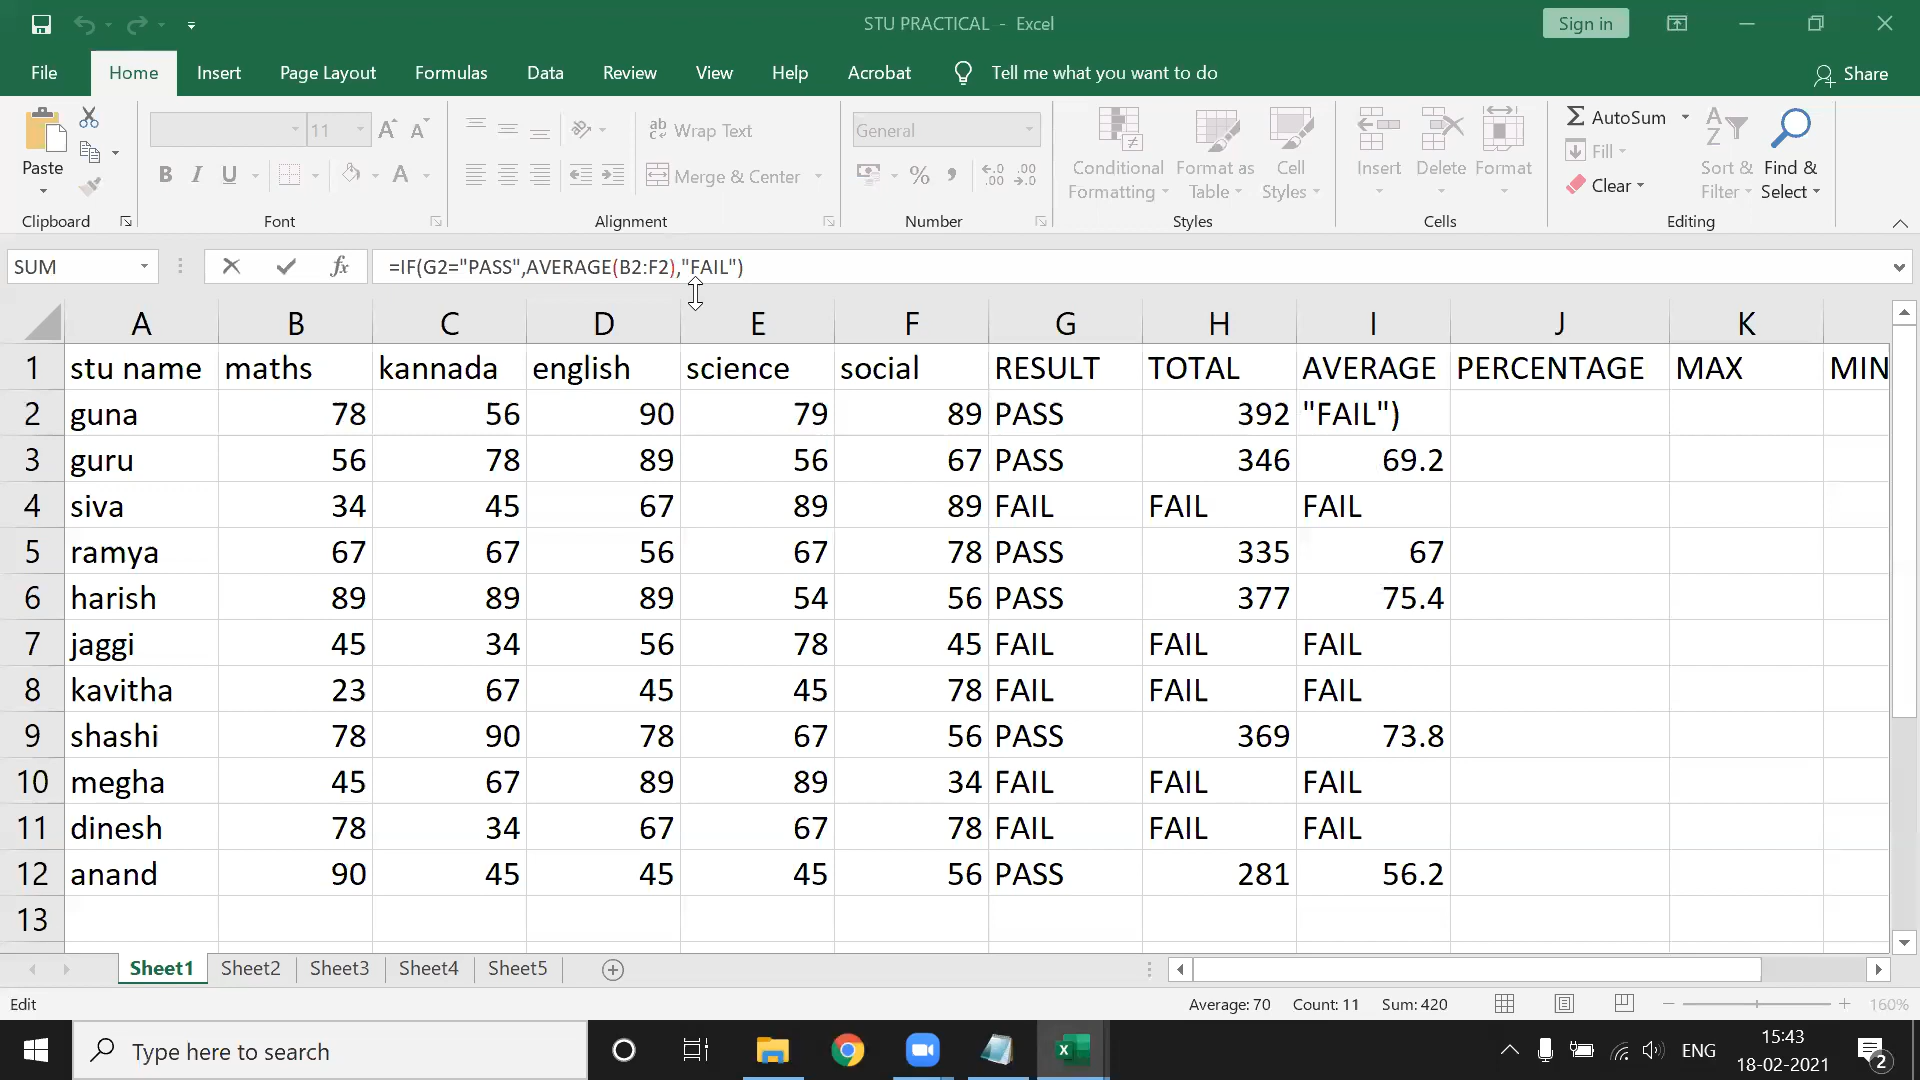 STU PRACTICAL - Excel
Sign in
File Home Insert Page Layout Formulas Data Review View Help Acrobat Tell me what you want to do Share
Paste
Clipboard
11
B I U
Font
Wrap Text
Merge & Center
Alignment
General
Number
Conditional Formatting
Format as Table
Cell Styles
Styles
Insert Delete Format
Cells
AutoSum
Fill
Clear
Sort & Filter
Find & Select
Editing
SUM =IF(G2="PASS",AVERAGE(B2:F2),"FAIL")
A B C D E F G H I J K
1 stu name maths kannada english science social RESULT TOTAL AVERAGE PERCENTAGE MAX MIN
2 guna 78 56 90 79 89 PASS 392 "FAIL")
3 guru 56 78 89 56 67 PASS 346 69.2
4 siva 34 45 67 89 89 FAIL FAIL FAIL
5 ramya 67 67 56 67 78 PASS 335 67
6 harish 89 89 89 54 56 PASS 377 75.4
7 jaggi 45 34 56 78 45 FAIL FAIL FAIL
8 kavitha 23 67 45 45 78 FAIL FAIL FAIL
9 shashi 78 90 78 67 56 PASS 369 73.8
10 megha 45 67 89 89 34 FAIL FAIL FAIL
11 dinesh 78 34 67 67 78 FAIL FAIL FAIL
12 anand 90 45 45 45 56 PASS 281 56.2
13
Sheet1 Sheet2 Sheet3 Sheet4 Sheet5
Edit Average: 70 Count: 11 Sum: 420 160%
Type here to search
ENG
15:43
18-02-2021
2